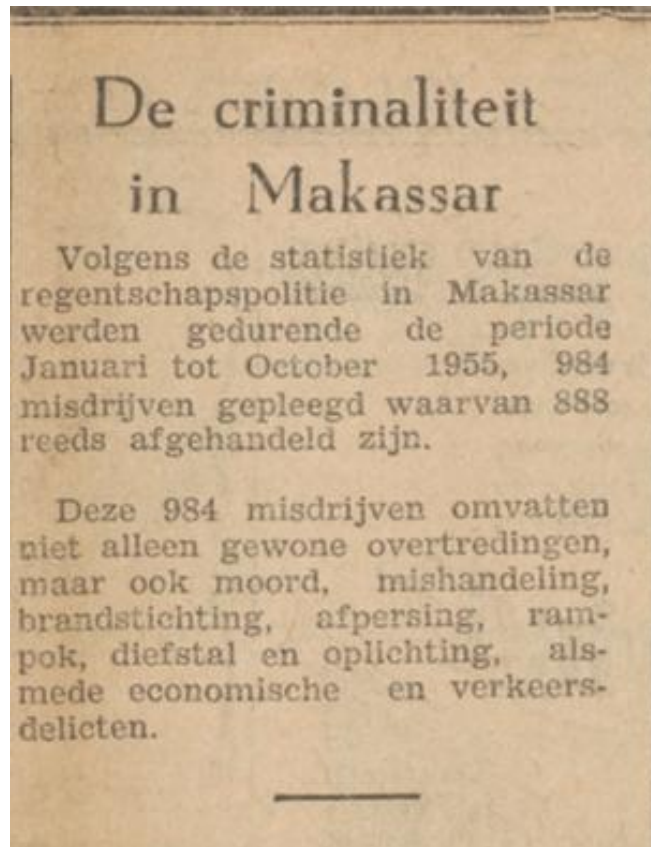 De criminaliteit
in Makassar
Volgens de statistiek van de
regentschapspolitie in Makassar
werden gedurende de periode
Januari tot October 1955, 984
misdrijven gepleegd waarvan 888
reeds afgehandeld zijn.
Deze 984 misdrijven omvatten
niet alleen gewone overtredingen,
maar ook moord, mishandeling,
brandstichting, afpersing, ram-
pok, diefstal en oplichting, als-
mede economische en verkeers-
delicten.